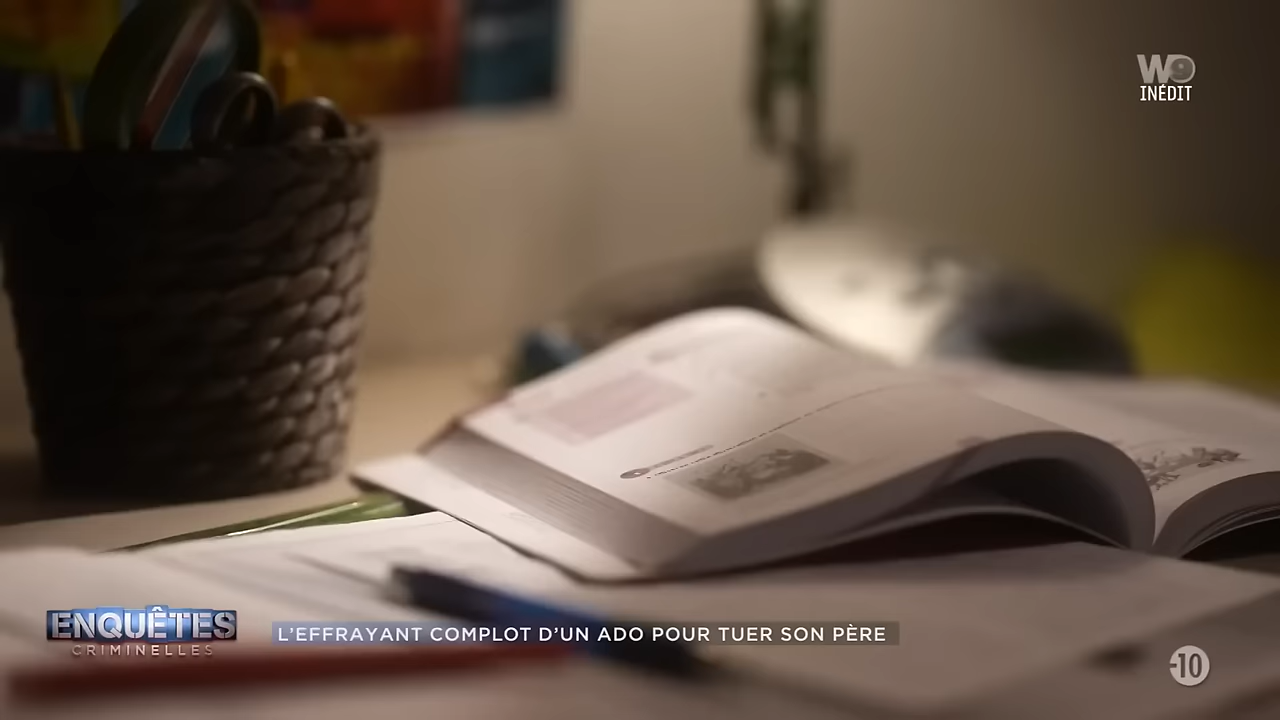 W9
INÉDIT
ENQUÊTES
CRIMINELLES
L'EFFRAYANT COMPLOT D'UN ADO POUR TUER SON PÈRE
-10